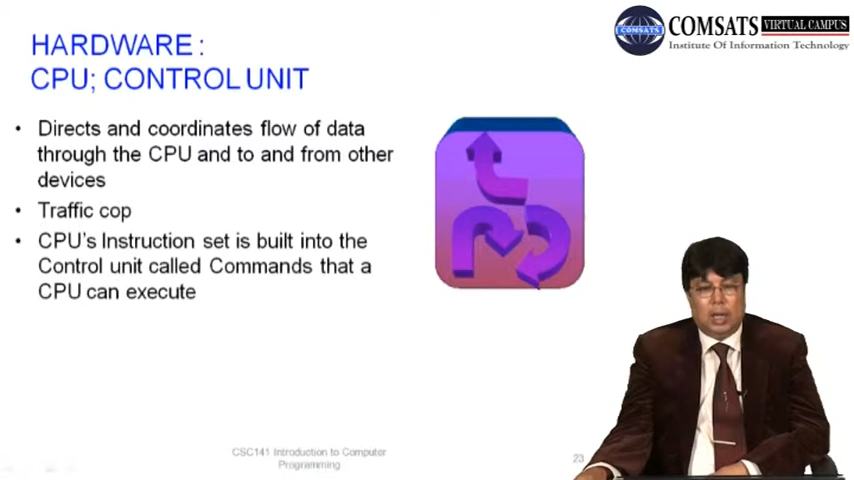 HARDWARE :
CPU; CONTROL UNIT
• Directs and coordinates flow of data
through the CPU and to and from other
devices
• Traffic cop
• CPU's Instruction set is built into the
Control unit called Commands that a
CPU can execute
CSC141 Introduction to Computer
Programming
23
COMSATS
COMSATS VIRTUAL CAMPUS
Institute Of Information Technology